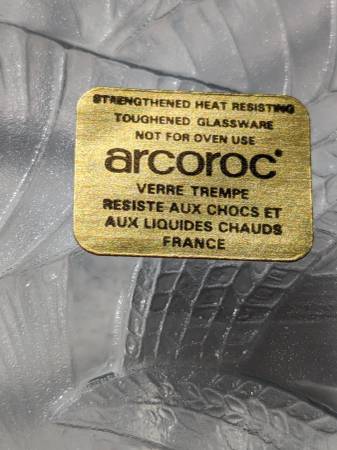 STRENGTHENED HEAT RESISTING
TOUGHENED GLASSWARE
NOT FOR OVEN USE
arcoroc®
VERRE TREMPE
RESISTE AUX CHOCS ET
AUX LIQUIDES CHAUDS
FRANCE